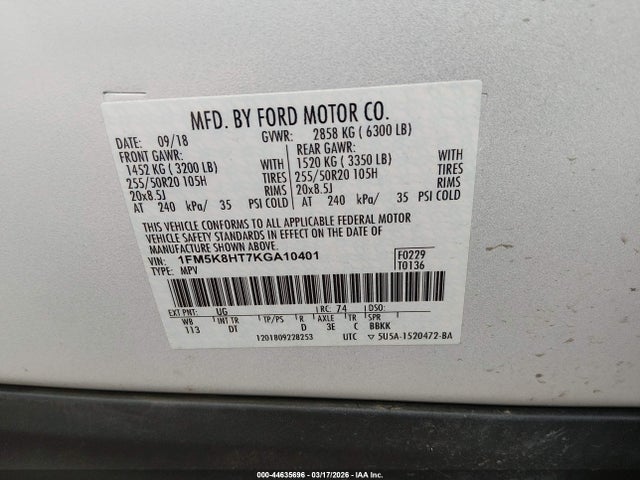 MFD. BY FORD MOTOR CO.
DATE: 09/18 GVWR: 2858 KG ( 6300 LB)
FRONT GAWR: REAR GAWR:
1452 KG ( 3200 LB) WITH 1520 KG ( 3350 LB) WITH
255/50R20 105H TIRES 255/50R20 105H TIRES
20x8.5J RIMS 20x8.5J RIMS
AT 240 kPa/ 35 PSI COLD AT 240 kPa/ 35 PSI COLD
THIS VEHICLE CONFORMS TO ALL APPLICABLE FEDERAL MOTOR
VEHICLE SAFETY STANDARDS IN EFFECT ON THE DATE OF
MANUFACTURE SHOWN ABOVE.
VIN: 1FM5K8HT7KGA10401 F0229
TYPE: MPV T0136
EXT PNT: UG RC: 74 DSO:
WB INT TR TP/PS R AXLE TR SPR
113 DT D 3E C BBKK
1201809228253 UTC ▽ 5U5A-1520472-BA
000-44635696 - 03/17/2026 - IAA Inc.